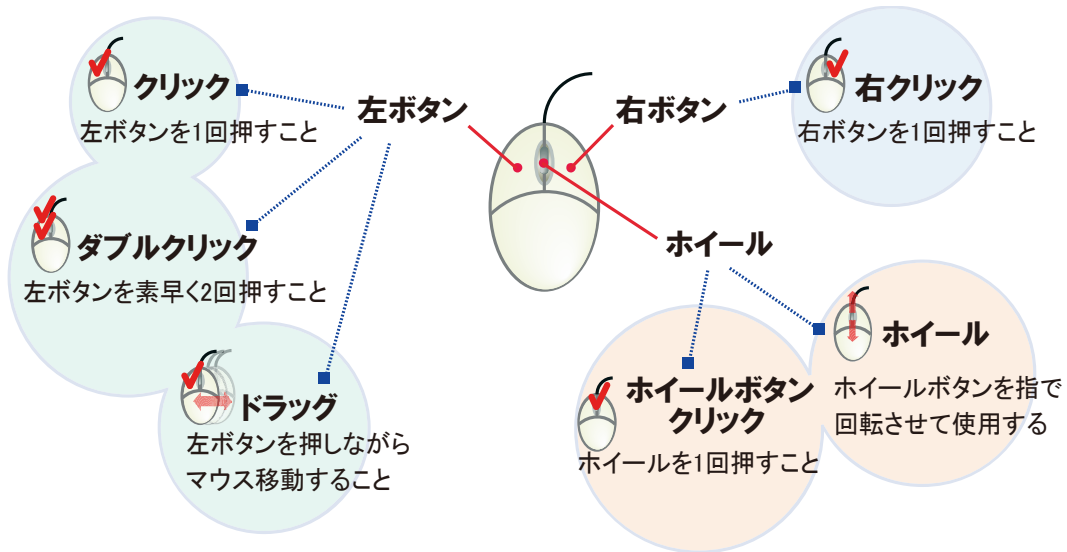 クリック
左ボタンを1回押すこと
左ボタン
右ボタン
右クリック
右ボタンを1回押すこと
ダブルクリック
左ボタンを素早く2回押すこと
ホイール
ドラッグ
左ボタンを押しながら
マウス移動すること
ホイールボタン
クリック
ホイールを1回押すこと
ホイール
ホイールボタンを指で
回転させて使用する